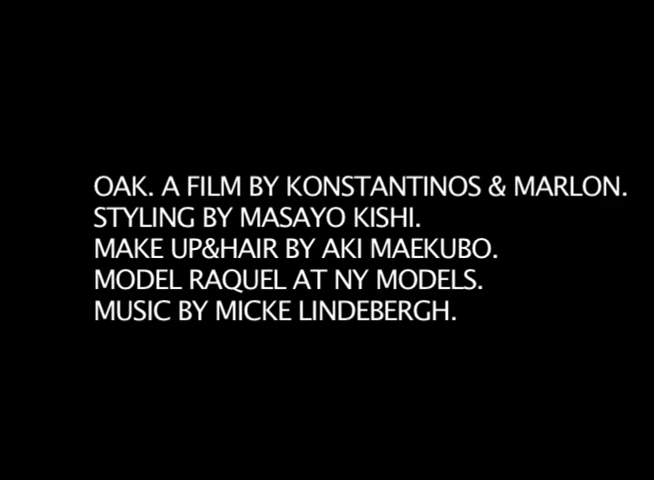 OAK. A FILM BY KONSTANTINOS & MARLON.
STYLING BY MASAYO KISHI.
MAKE UP&HAIR BY AKI MAEKUBO.
MODEL RAQUEL AT NY MODELS.
MUSIC BY MICKE LINDEBERGH.